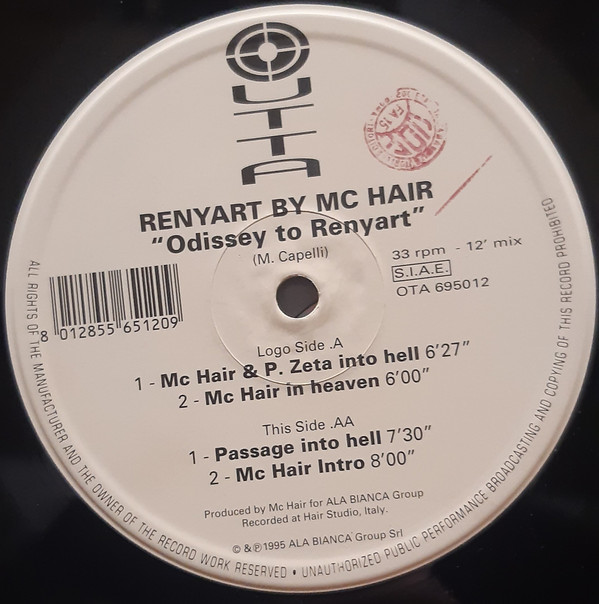 OUTTA
RENYART BY MC HAIR
"Odissey to Renyart"
(M. Capelli)
33 rpm - 12' mix
S.I.A.E.
OTA 695012
8 012855 651209
Logo Side .A
1 - Mc Hair & P. Zeta into hell 6'27"
2 - Mc Hair in heaven 6'00"
This Side .AA
1 - Passage into hell 7'30"
2 - Mc Hair Intro 8'00"
Produced by Mc Hair for ALA BIANCA Group
Recorded at Hair Studio, Italy.
© & ℗ 1995 ALA BIANCA Group Srl
ALL RIGHTS OF THE MANUFACTURER AND THE OWNER OF THE RECORD WORK RESERVED • UNAUTHORIZED PUBLIC PERFORMANCE BROADCASTING AND COPYING OF THIS RECORD PROHIBITED